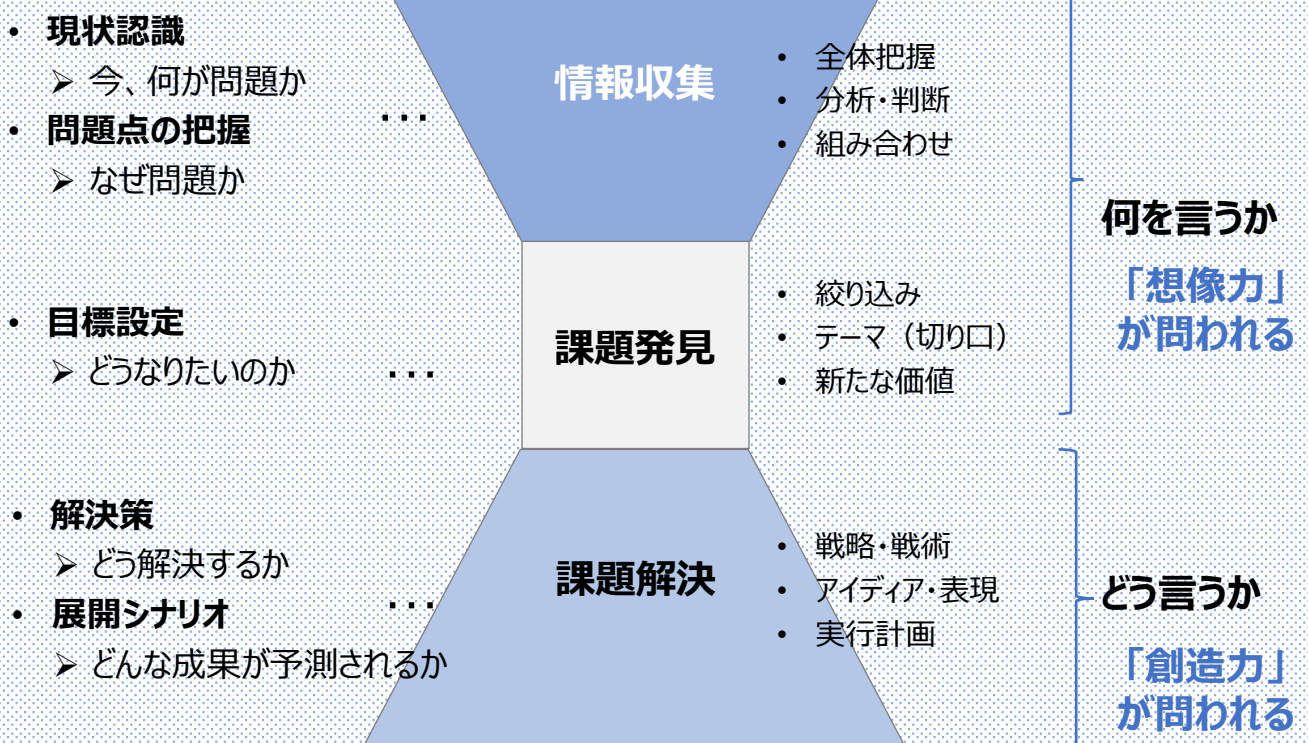 • 現状認識
➢ 今、何が問題か
• 問題点の把握
➢ なぜ問題か
…
情報収集
• 全体把握
• 分析・判断
• 組み合わせ
• 目標設定
➢ どうなりたいのか
…
課題発見
• 絞り込み
• テーマ（切り口）
• 新たな価値
何を言うか
「想像力」
が問われる
• 解決策
➢ どう解決するか
• 展開シナリオ
➢ どんな成果が予測されるか
…
課題解決
• 戦略・戦術
• アイディア・表現
• 実行計画
どう言うか
「創造力」
が問われる